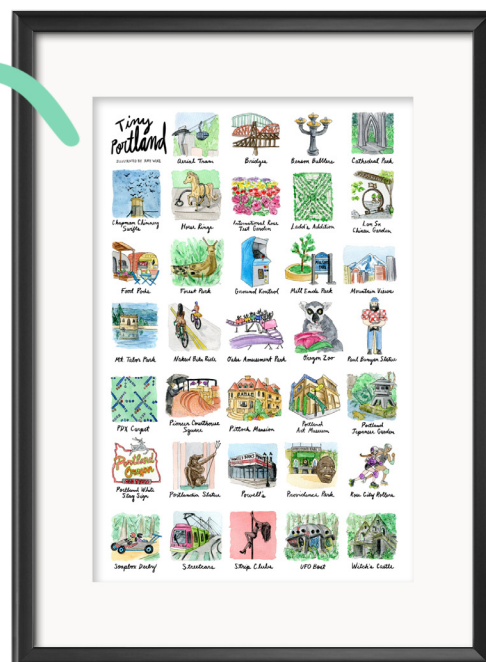 Tiny
Portland
Aerial Tram
Bridges
Benson Bubblers
Cathedral Park
Chapman Chimney
Swifts
Horse Rings
International Rose
Test Garden
Ladd's Addition
Lan Su
Chinese Garden
Food Pods
Forest Park
Ground Kontrol
Mill Ends Park
Mountain Views
Mt. Tabor Park
Naked Bike Ride
Oaks Amusement Park
Oregon Zoo
Paul Bunyan Statue
PDX Carpet
Pioneer Courthouse
Square
Pittock Mansion
Portland
Art Museum
Portland
Japanese Garden
Portland
Oregon
Portland White
Stag Sign
Portlandia Statue
Powell's
Providence Park
Rose City Rollers
Soapbox Derby
Streetcars
Strip Clubs
UFO Boat
Witch's Castle